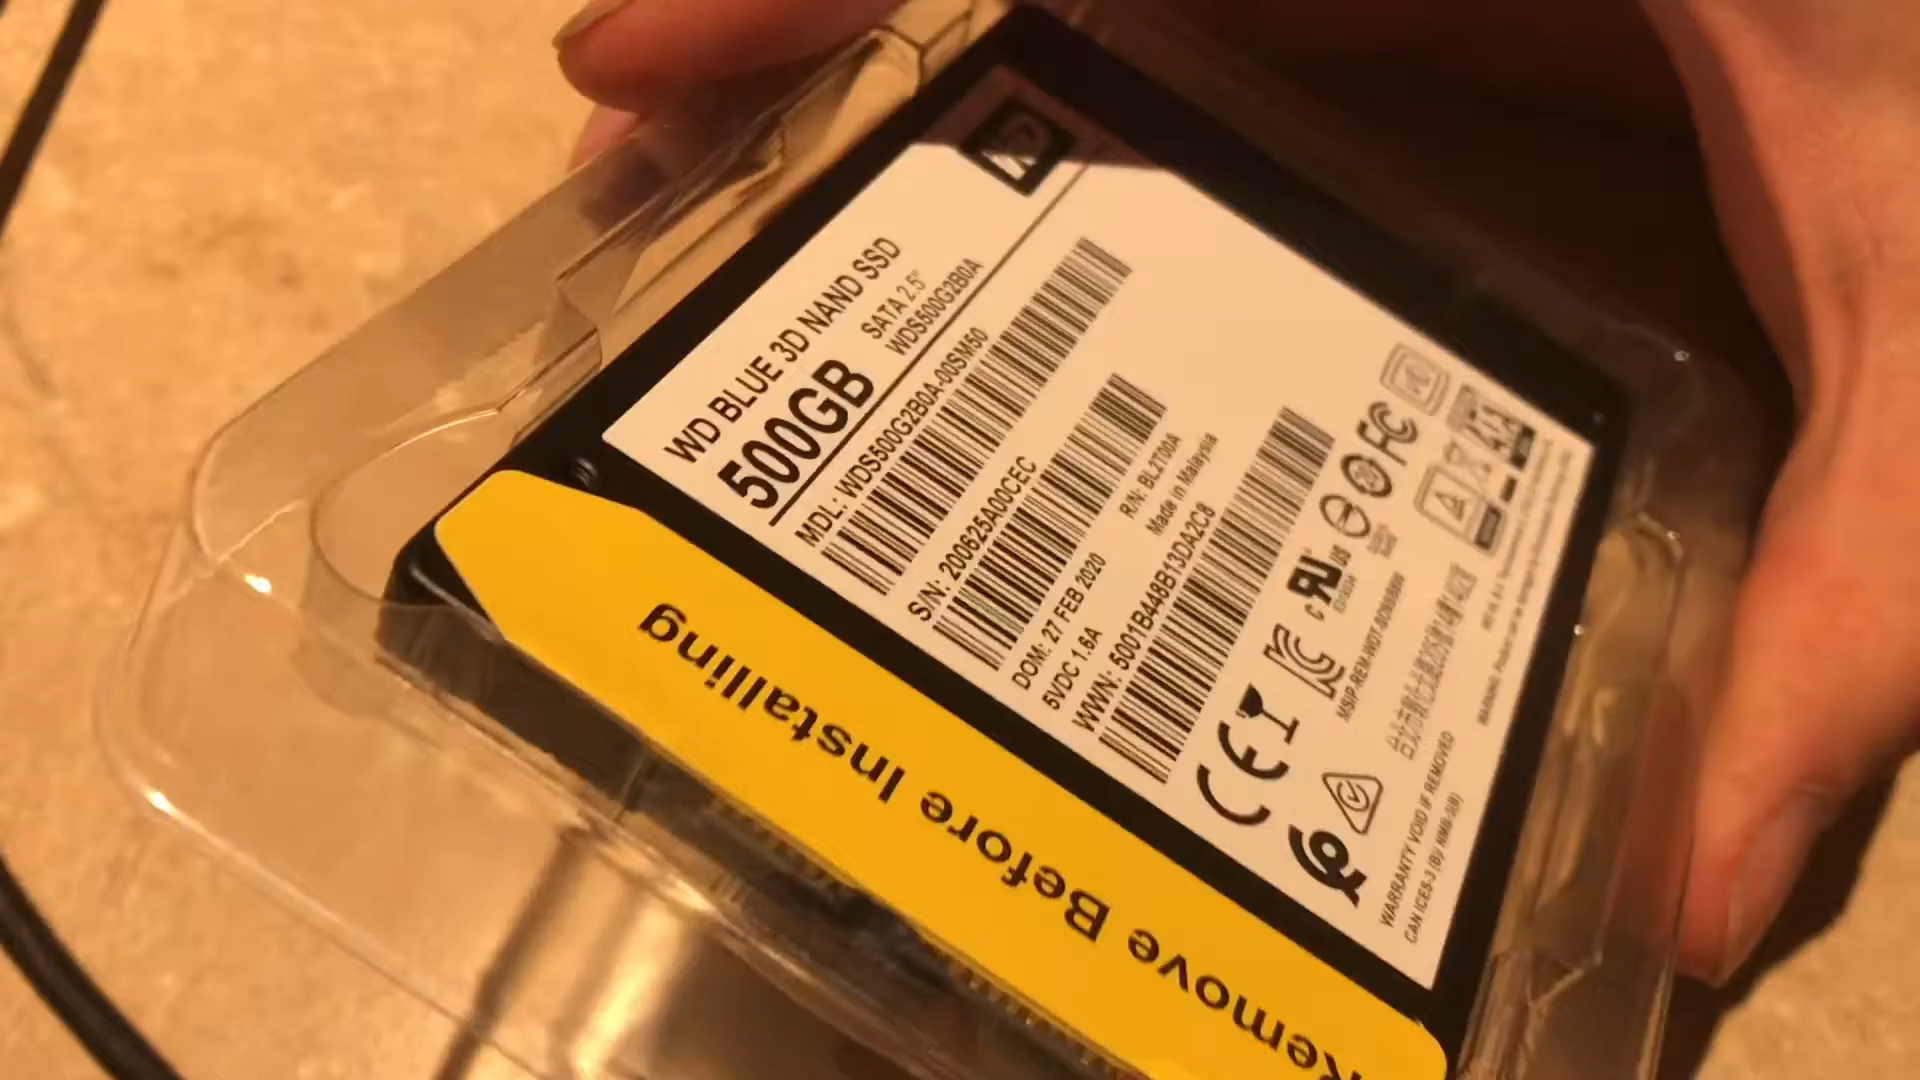 WD
WD BLUE 3D NAND SSD
500GB
SATA 2.5"
WDS500G2B0A
MDL: WDS500G2B0A-00SM50
S/N: 200625A00CEC
DOM: 27 FEB 2020
R/N: BL2700A
5VDC 1.6A
Made in Malaysia
WWN: 5001B448B13DA2C8
WARRANTY VOID IF REMOVED
CAN ICES-3 (B)/ NMB-3(B)
Remove Before Installing